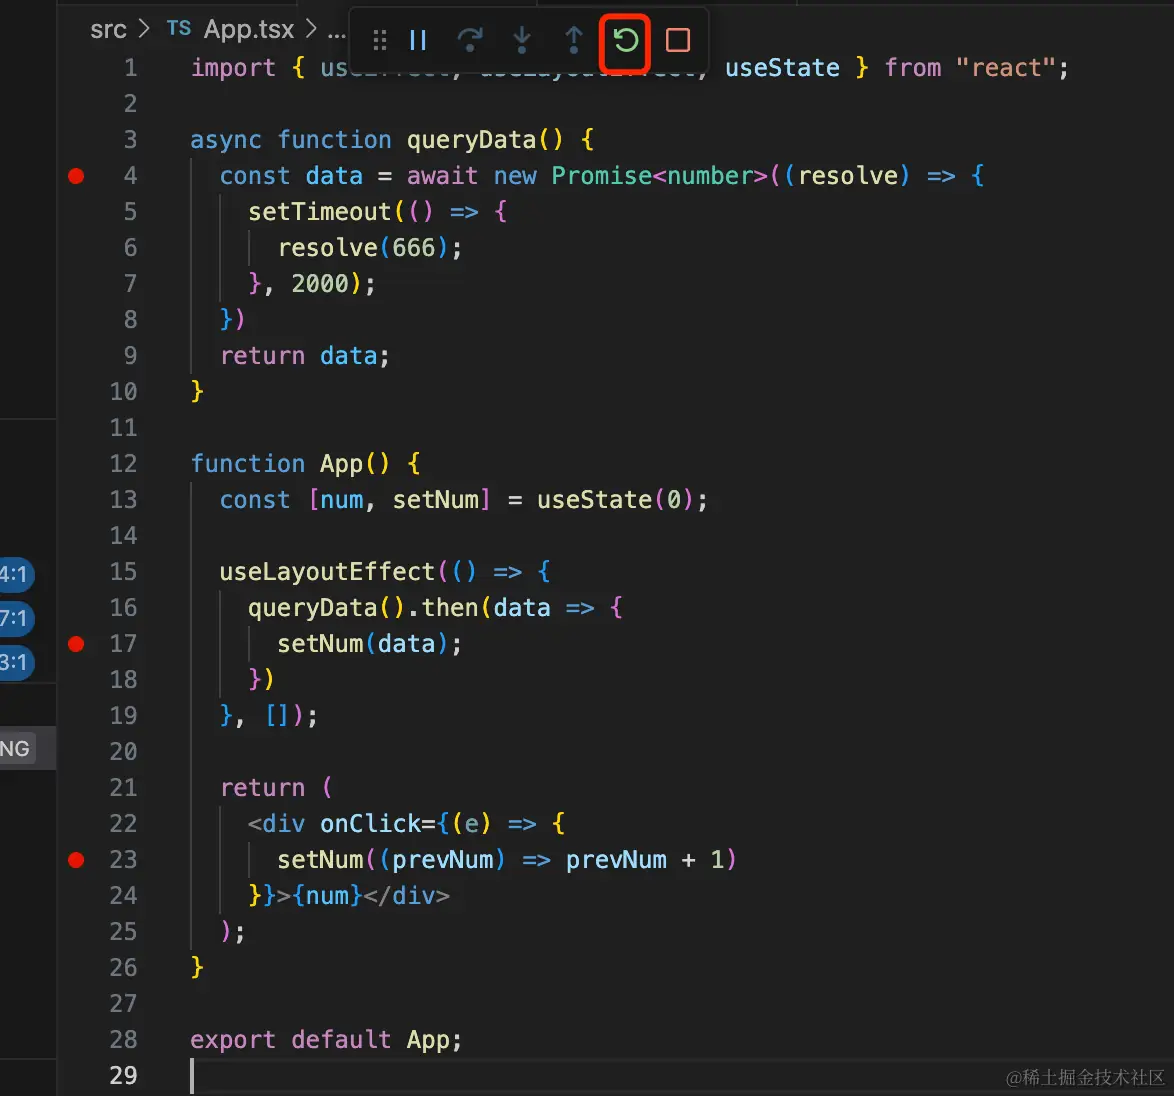 src > TS App.tsx > ...
1 import { useEffect, useLayoutEffect, useState } from "react";
2
3 async function queryData() {
4 const data = await new Promise<number>((resolve) => {
5 setTimeout(() => {
6 resolve(666);
7 }, 2000);
8 })
9 return data;
10 }
11
12 function App() {
13 const [num, setNum] = useState(0);
14
4:1
15 useLayoutEffect(() => {
16 queryData().then(data => {
7:1
17 setNum(data);
3:1
18 })
19 }, []);
20
NG
21 return (
22 <div onClick={(e) => {
23 setNum((prevNum) => prevNum + 1)
24 }}>{num}</div>
25 );
26 }
27
28 export default App;
29
@稀土掘金技术社区